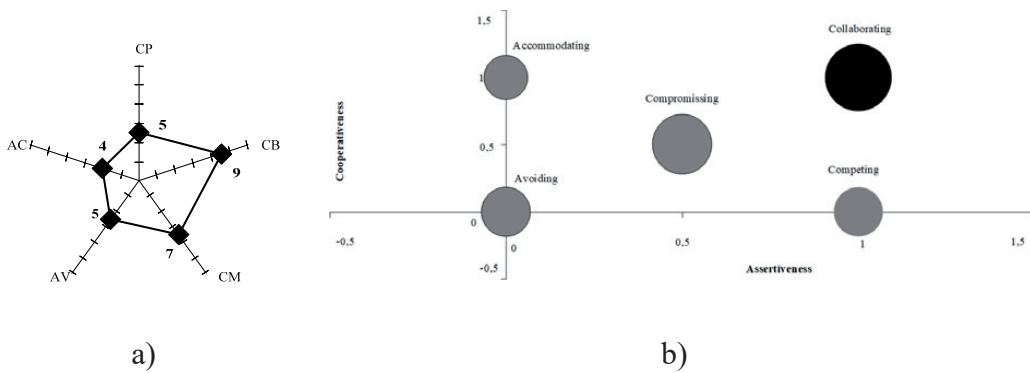 CP
5
AC
4
CB
9
5
7
AV
CM
a)
1,5
Accommodating
Collaborating
1
Compromissing
Cooperativeness
0,5
Avoiding
Competing
0
-0,5
0
0,5
1
1,5
-0,5
Assertiveness
b)